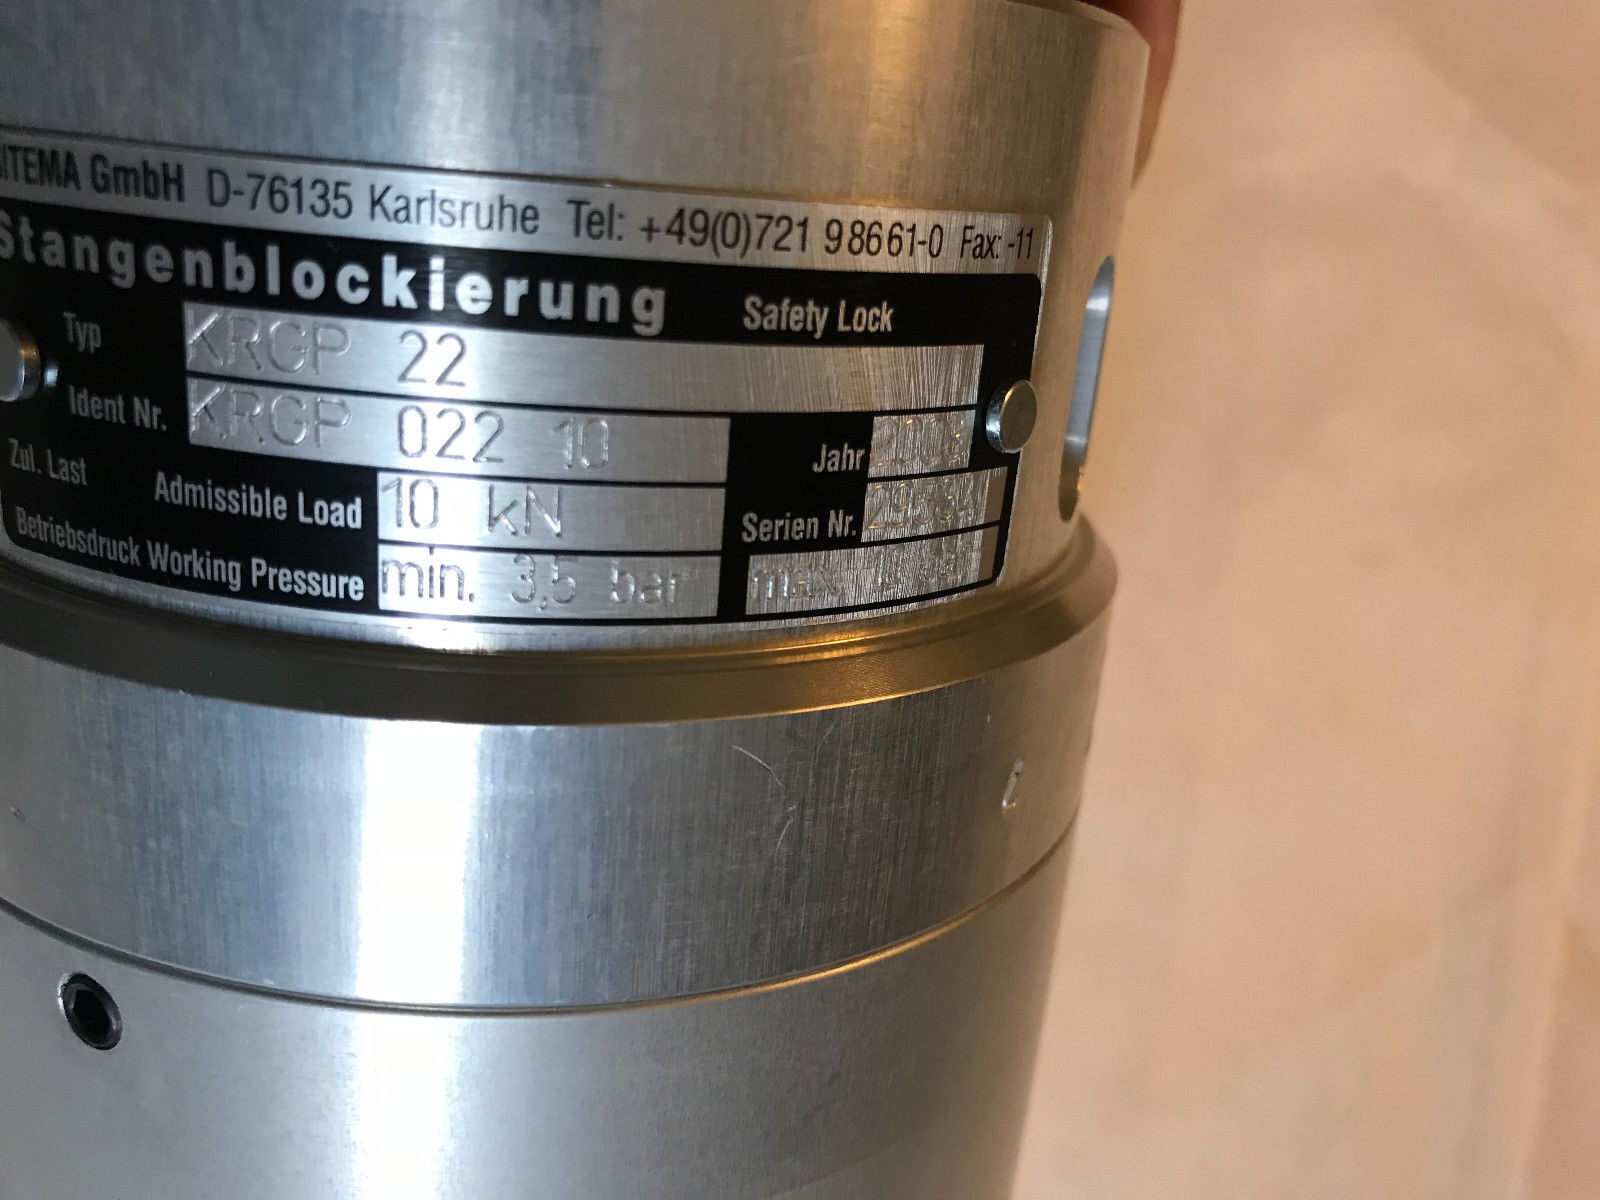 SITEMA GmbH D-76135 Karlsruhe Tel: +49(0)721 98661-0 Fax: -11
Stangenblockierung Safety Lock
Typ KRGP 22
Ident Nr. KRGP 022 10 Jahr
Zul. Last Admissible Load 10 kN Serien Nr.
Betriebsdruck Working Pressure min. 3,5 bar max